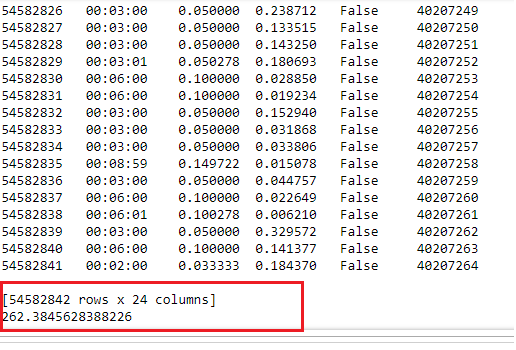 54582826 00:03:00 0.050000 0.238712 False 40207249
54582827 00:03:00 0.050000 0.133515 False 40207250
54582828 00:03:00 0.050000 0.143250 False 40207251
54582829 00:03:01 0.050278 0.180693 False 40207252
54582830 00:06:00 0.100000 0.028850 False 40207253
54582831 00:06:00 0.100000 0.019234 False 40207254
54582832 00:03:00 0.050000 0.152940 False 40207255
54582833 00:03:00 0.050000 0.031868 False 40207256
54582834 00:03:00 0.050000 0.033806 False 40207257
54582835 00:08:59 0.149722 0.015078 False 40207258
54582836 00:03:00 0.050000 0.044757 False 40207259
54582837 00:06:00 0.100000 0.022649 False 40207260
54582838 00:06:01 0.100278 0.006210 False 40207261
54582839 00:03:00 0.050000 0.329572 False 40207262
54582840 00:06:00 0.100000 0.141377 False 40207263
54582841 00:02:00 0.033333 0.184370 False 40207264
[54582842 rows x 24 columns]
262.3845628388226